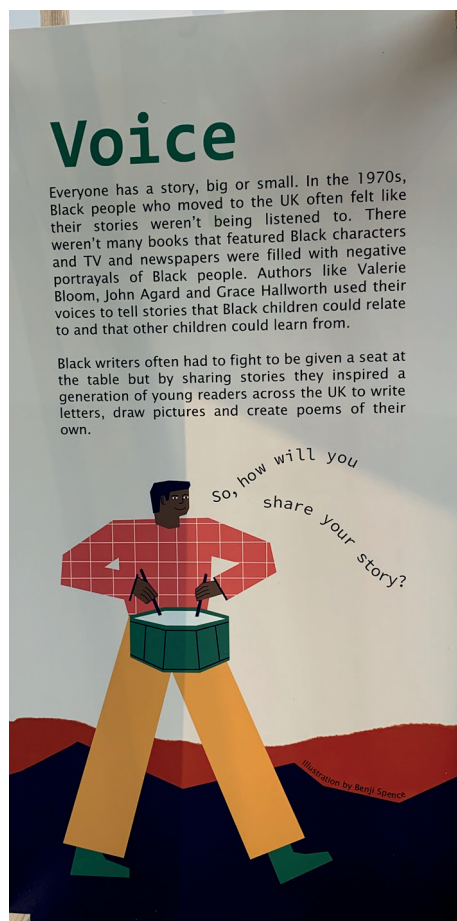 Voice
Everyone has a story, big or small. In the 1970s,
Black people who moved to the UK often felt like
their stories weren't being listened to. There
weren't many books that featured Black characters
and TV and newspapers were filled with negative
portrayals of Black people. Authors like Valerie
Bloom, John Agard and Grace Hallworth used their
voices to tell stories that Black children could relate
to and that other children could learn from.
Black writers often had to fight to be given a seat at
the table but by sharing stories they inspired a
generation of young readers across the UK to write
letters, draw pictures and create poems of their
own.
So, how will you
share your story?
Illustration by Benji Spence